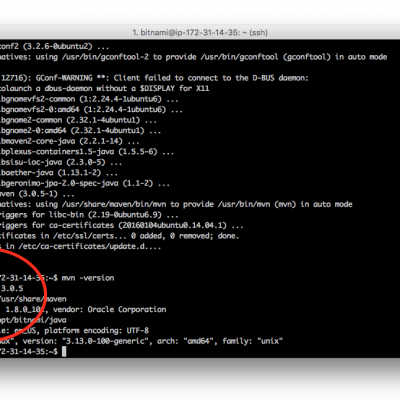 1. bitnami@ip-172-31-14-35: ~ (ssh)
conf2 (3.2.6-0ubuntu2) ...
natives: using /usr/bin/gconftool-2 to provide /usr/bin/gconftool (gconftool) in auto mode
12716): GConf-WARNING **: Client failed to connect to the D-BUS daemon:
tolaunch a dbus-daemon without a $DISPLAY for X11
bgnomevfs2-common (1:2.24.4-1ubuntu6) ...
bgnomevfs2-0:amd64 (1:2.24.4-1ubuntu6) ...
bgnome2-common (2.32.1-4ubuntu1) ...
bgnome2-0:amd64 (2.32.1-4ubuntu1) ...
bmaven2-core-java (2.2.1-14) ...
bplexus-containers1.5-java (1.5.5-6) ...
bsisu-ioc-java (2.3.0-5) ...
baether-java (1.13.1-2) ...
bgeronimo-jpa-2.0-spec-java (1.1-2) ...
ven (3.0.5-1) ...
natives: using /usr/share/maven/bin/mvn to provide /usr/bin/mvn (mvn) in auto mode
riggers for libc-bin (2.19-0ubuntu6.9) ...
riggers for ca-certificates (20160104ubuntu0.14.04.1) ...
tificates in /etc/ssl/certs... 0 added, 0 removed; done.
s in /etc/ca-certificates/update.d....
72-31-14-35:~$ mvn -version
3.0.5
/usr/share/maven
1.8.0_ vendor: Oracle Corporation
opt/bitnami/java
le: en_US, platform encoding: UTF-8
nux", version: "3.13.0-100-generic", arch: "amd64", family: "unix"
72-31-14-35:~$